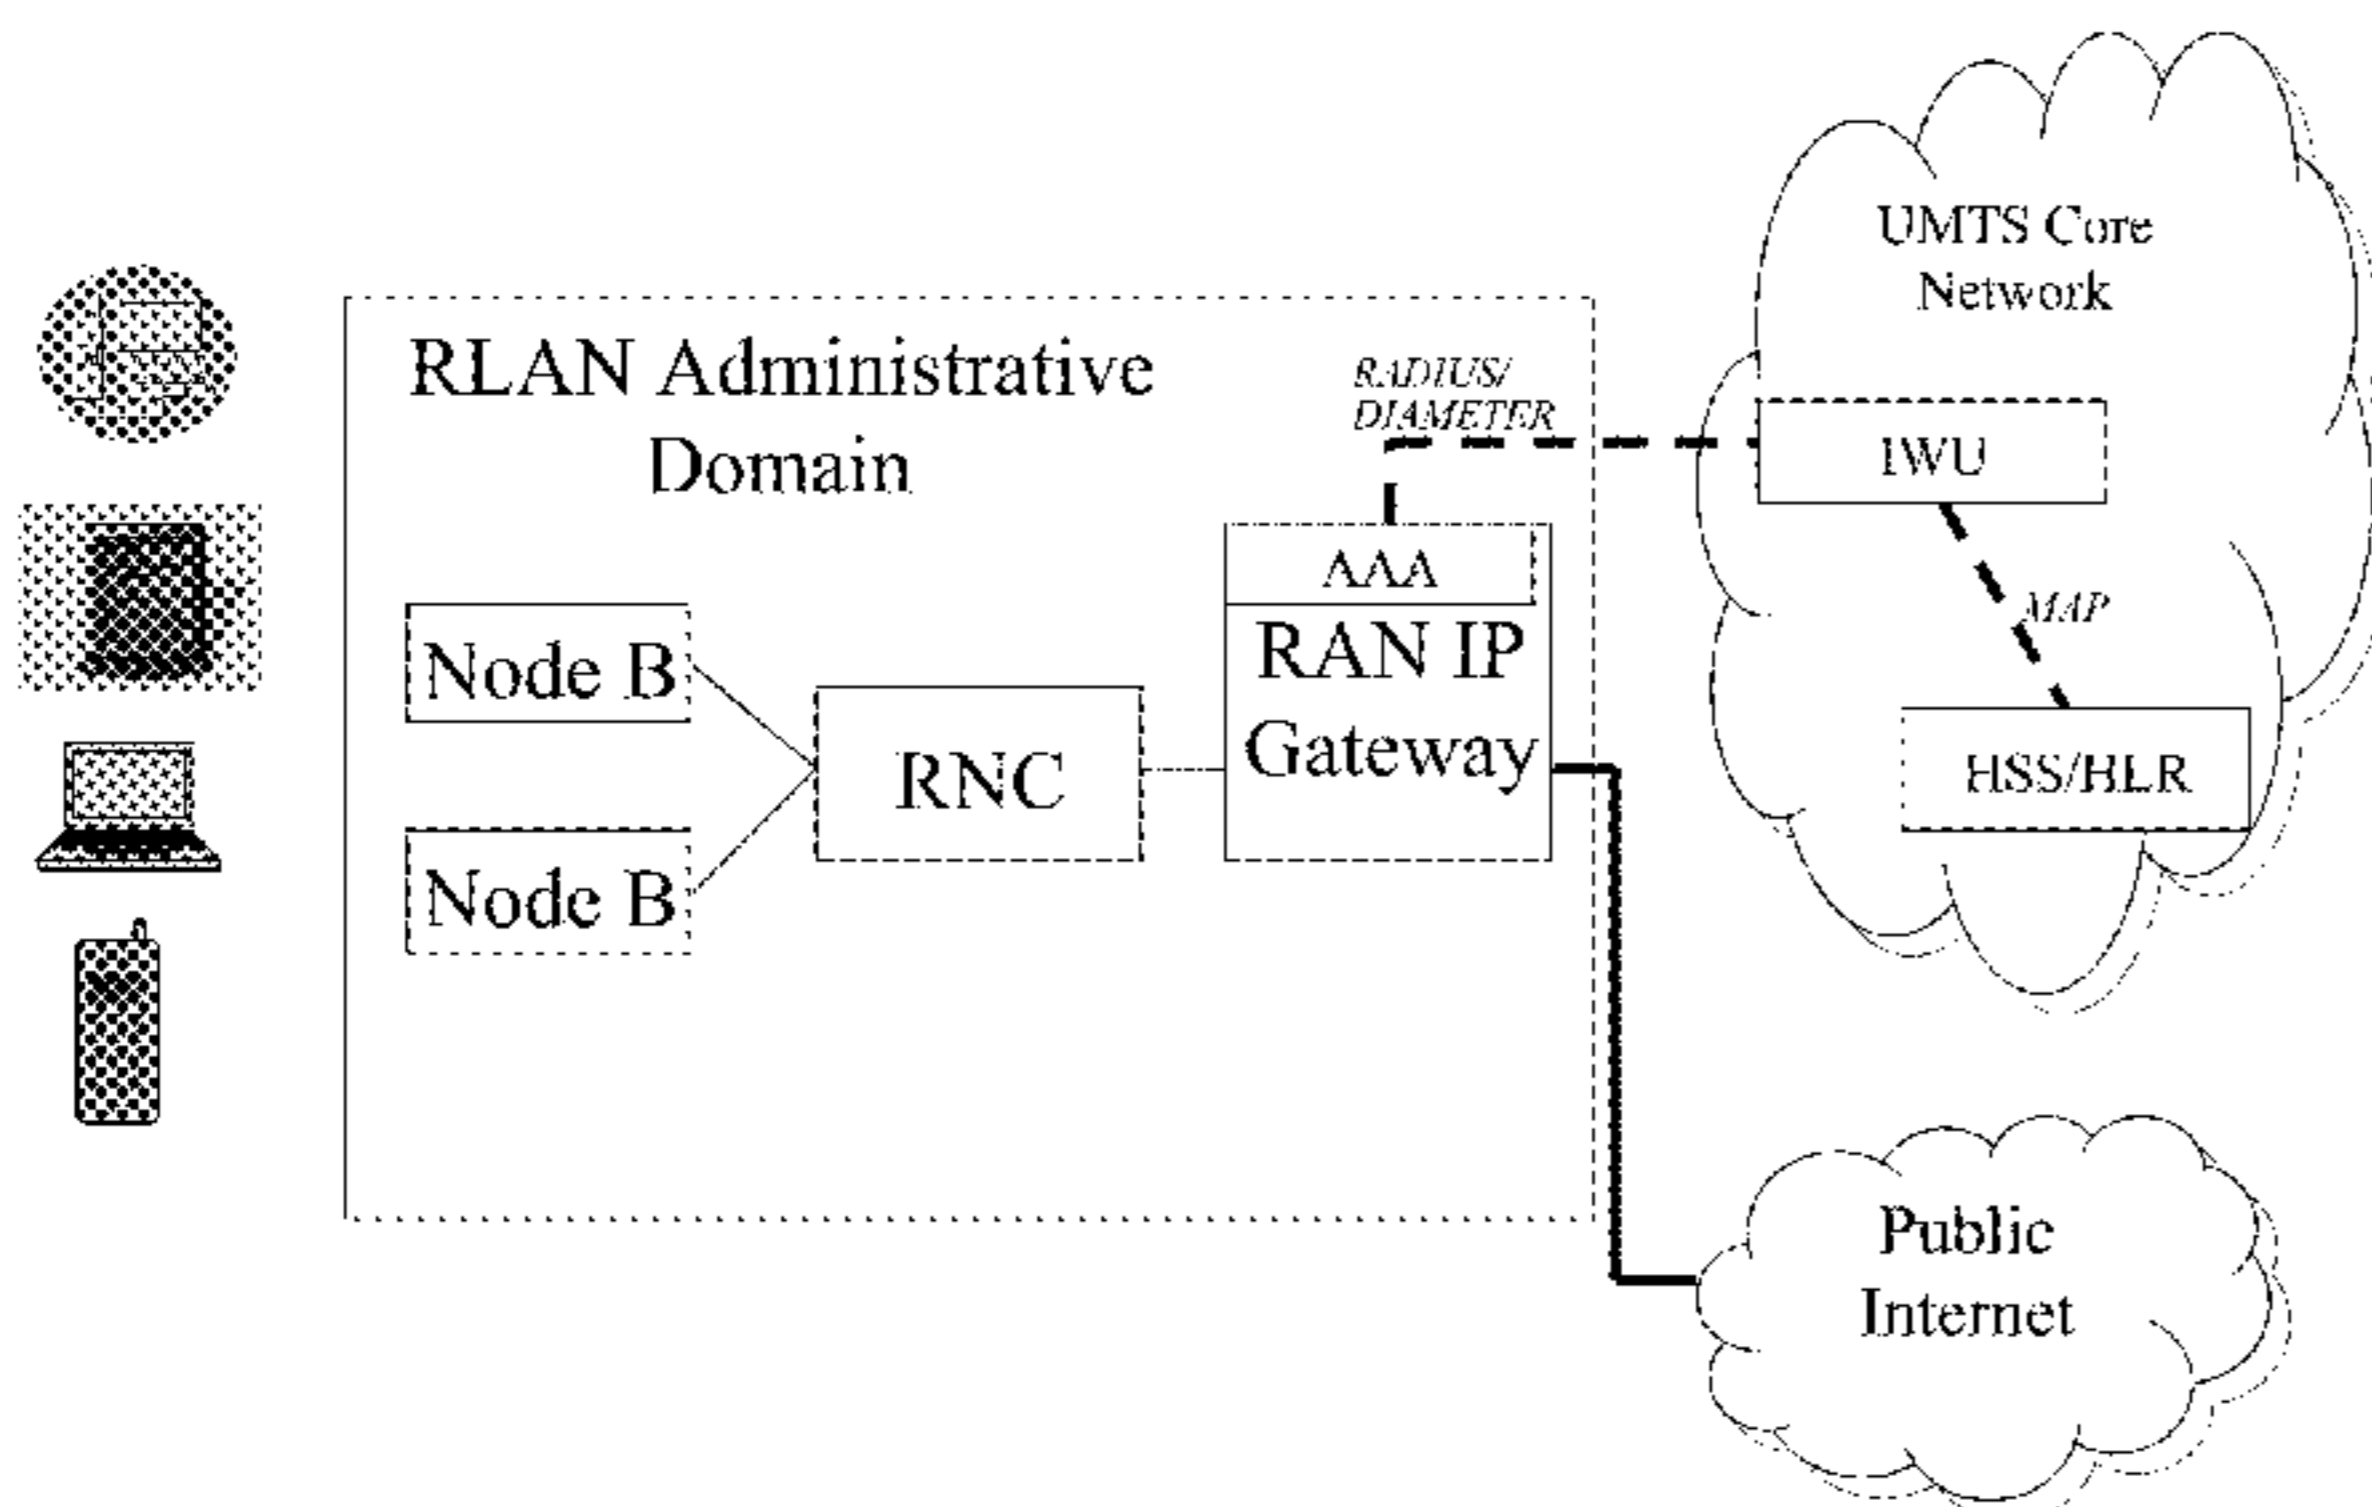 RLAN Administrative
Domain
RADIUS/
DIAMETER
AAA
RAN IP
Gateway
Node B
RNC
Node B
UMTS Core
Network
IWU
MAP
HSS/HLR
Public
Internet